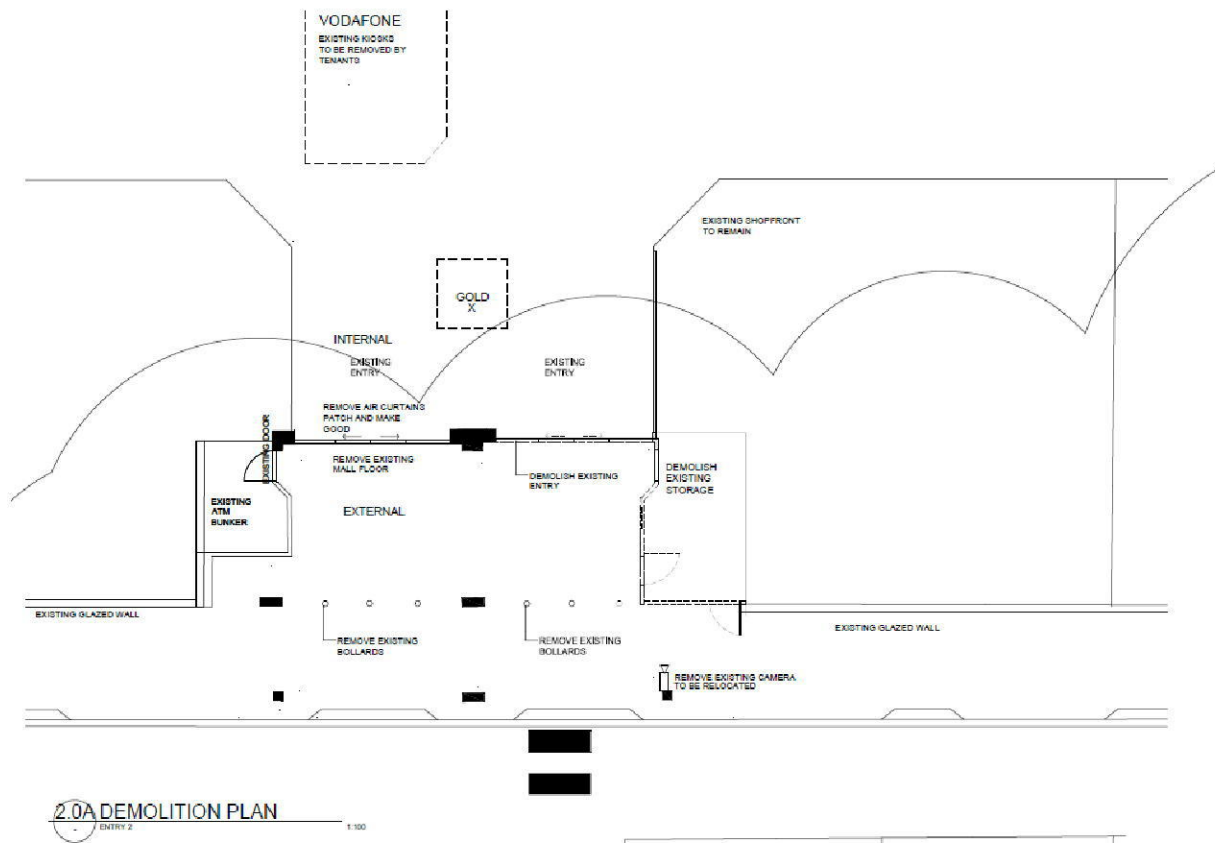 VODAFONE
EXISTING KIOSKS
TO BE REMOVED BY
TENANTS
EXISTING SHOPFRONT
TO REMAIN
GOLD
X
INTERNAL
EXISTING
ENTRY
EXISTING
ENTRY
REMOVE AIR CURTAINS
PATCH AND MAKE
GOOD
EXISTING DOOR
REMOVE EXISTING
MALL FLOOR
DEMOLISH EXISTING
ENTRY
DEMOLISH
EXISTING
STORAGE
EXISTING
ATM
BUNKER
EXTERNAL
EXISTING GLAZED WALL
REMOVE EXISTING
BOLLARDS
REMOVE EXISTING
BOLLARDS
EXISTING GLAZED WALL
REMOVE EXISTING CAMERA
TO BE RELOCATED
2.0A DEMOLITION PLAN
ENTRY 2
1:100